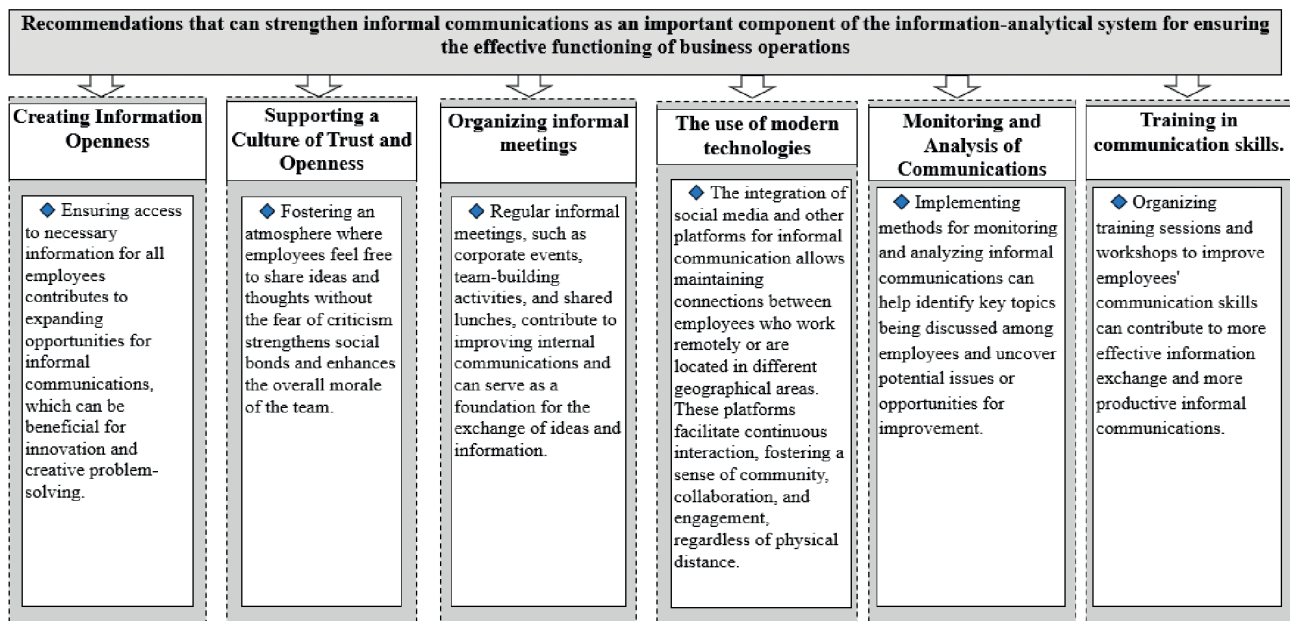 Recommendations that can strengthen informal communications as an important component of the information-analytical system for ensuring
the effective functioning of business operations
Creating Information
Openness
Ensuring access
to necessary
information for all
employees
contributes to
expanding
opportunities for
informal
communications,
which can be
beneficial for
innovation and
creative problem-
solving.
Supporting a
Culture of Trust and
Openness
Fostering an
atmosphere where
employees feel free
to share ideas and
thoughts without
the fear of criticism
strengthens social
bonds and enhances
the overall morale
of the team.
Organizing informal
meetings
Regular informal
meetings, such as
corporate events,
team-building
activities, and shared
lunches, contribute to
improving internal
communications and
can serve as a
foundation for the
exchange of ideas and
information.
The use of modern
technologies
The integration of
social media and other
platforms for informal
communication allows
maintaining
connections between
employees who work
remotely or are
located in different
geographical areas.
These platforms
facilitate continuous
interaction, fostering a
sense of community,
collaboration, and
engagement,
regardless of physical
distance.
Monitoring and
Analysis of
Communications
Implementing
methods for monitoring
and analyzing informal
communications can
help identify key topics
being discussed among
employees and uncover
potential issues or
opportunities for
improvement.
Training in
communication skills.
Organizing
training sessions and
workshops to improve
employees'
communication skills
can contribute to more
effective information
exchange and more
productive informal
communications.